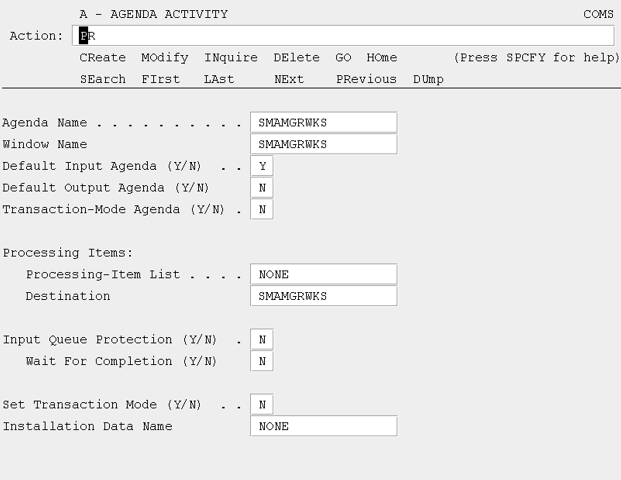 A - AGENDA ACTIVITY COMS
Action: PR
CReate MOdify INquire DElete GO HOme (Press SPCFY for help)
SEarch FIrst LAst NExt PRevious DUmp
Agenda Name . . . . . . . . . . SMAMGRWKS
Window Name SMAMGRWKS
Default Input Agenda (Y/N) . . Y
Default Output Agenda (Y/N) N
Transaction-Mode Agenda (Y/N) . N
Processing Items:
Processing-Item List . . . . NONE
Destination SMAMGRWKS
Input Queue Protection (Y/N) . N
Wait For Completion (Y/N) N
Set Transaction Mode (Y/N) . . N
Installation Data Name NONE